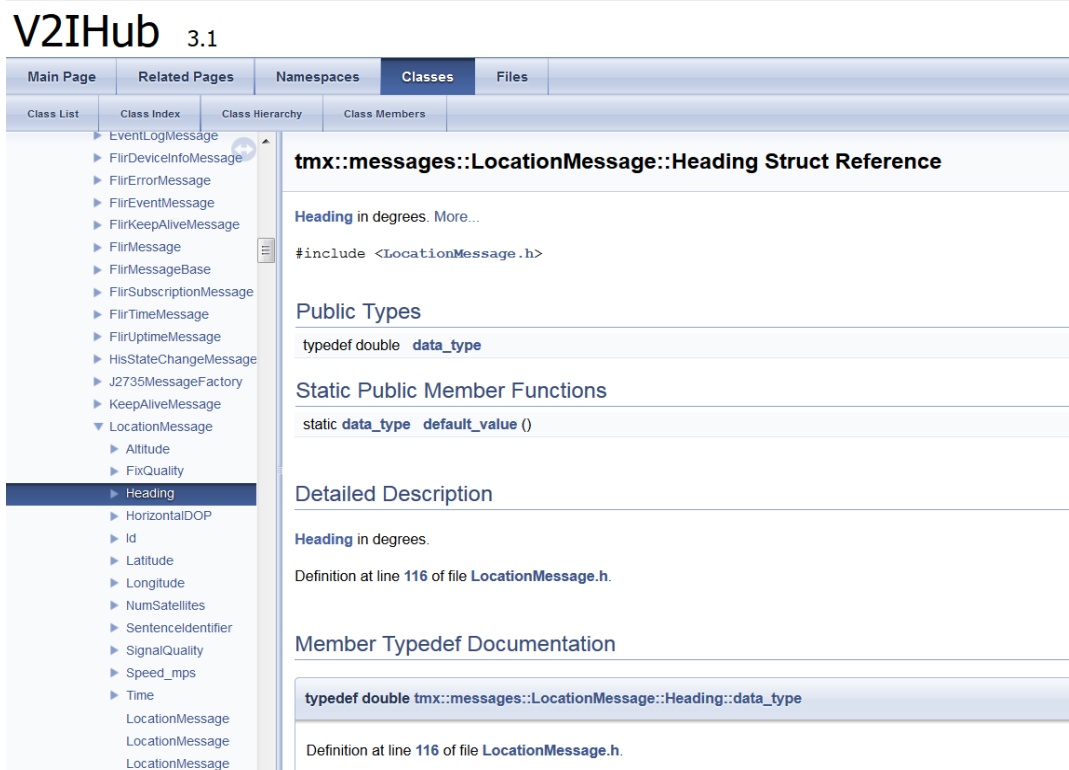 V2IHub 3.1
Main Page Related Pages Namespaces Classes Files
Class List Class Index Class Hierarchy Class Members
EventLogMessage
FlirDeviceInfoMessage
FlirErrorMessage
FlirEventMessage
FlirKeepAliveMessage
FlirMessage
FlirMessageBase
FlirSubscriptionMessage
FlirTimeMessage
FlirUptimeMessage
HisStateChangeMessage
J2735MessageFactory
KeepAliveMessage
LocationMessage
Altitude
FixQuality
Heading
HorizontalDOP
Id
Latitude
Longitude
NumSatellites
SentenceIdentifier
SignalQuality
Speed_mps
Time
LocationMessage
LocationMessage
LocationMessage
tmx::messages::LocationMessage::Heading Struct Reference
Heading in degrees. More...
#include <LocationMessage.h>
Public Types
typedef double data_type
Static Public Member Functions
static data_type default_value ()
Detailed Description
Heading in degrees.
Definition at line 116 of file LocationMessage.h.
Member Typedef Documentation
typedef double tmx::messages::LocationMessage::Heading::data_type
Definition at line 116 of file LocationMessage.h.